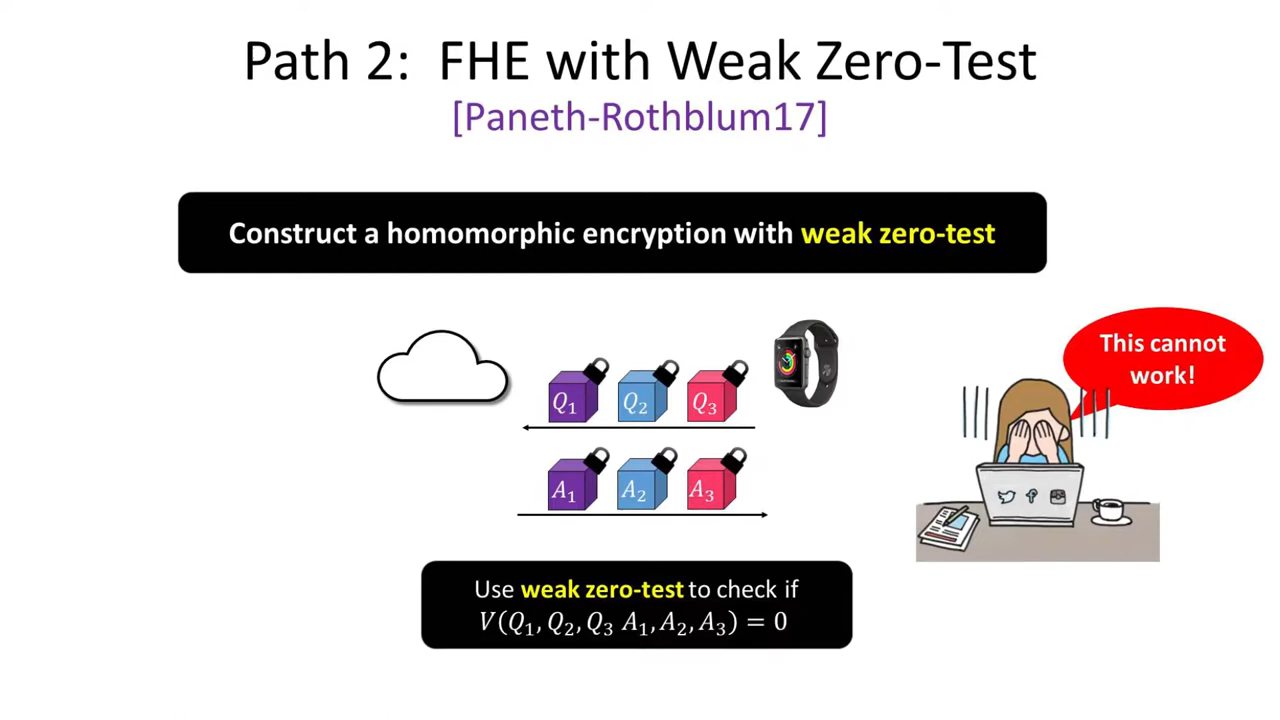 Path 2: FHE with Weak Zero-Test
[Paneth-Rothblum17]
Construct a homomorphic encryption with weak zero-test
This cannot
work!
Q₁ Q₂ Q₃
A₁ A₂ A₃
Use weak zero-test to check if
V(Q₁, Q₂, Q₃ A₁, A₂, A₃) = 0